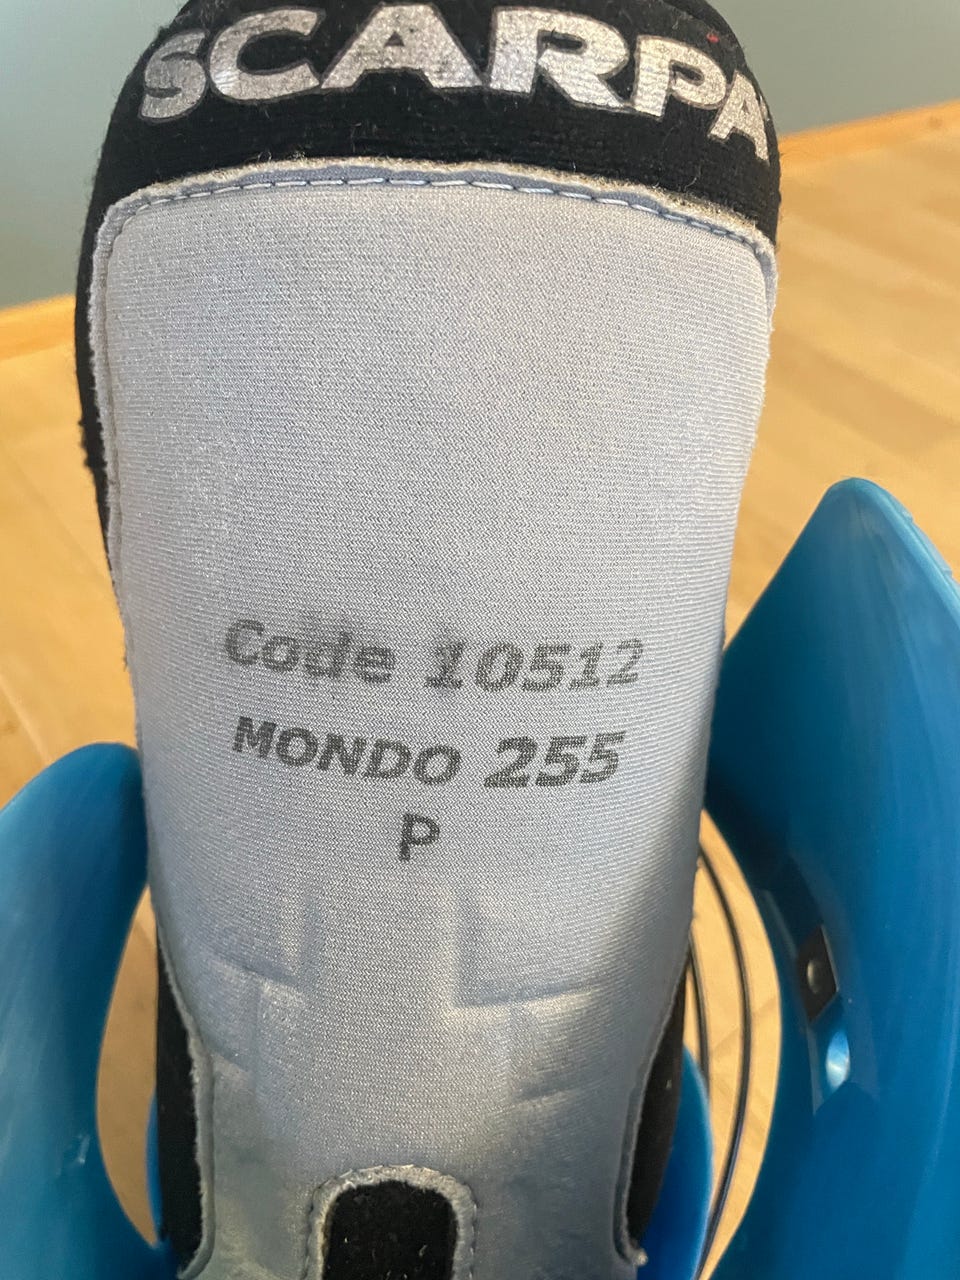 SCARPA
Code 10512
MONDO 255
P